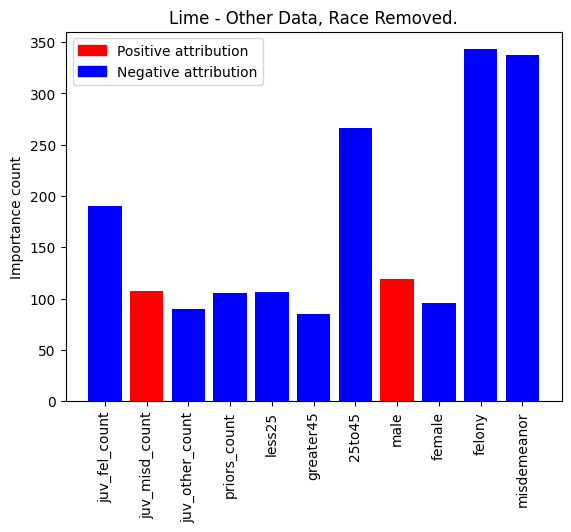 Lime - Other Data, Race Removed.
Positive attribution
Negative attribution
Importance count
350
300
250
200
150
100
50
0
juv_fel_count
juv_misd_count
juv_other_count
priors_count
less25
greater45
25to45
male
female
felony
misdemeanor